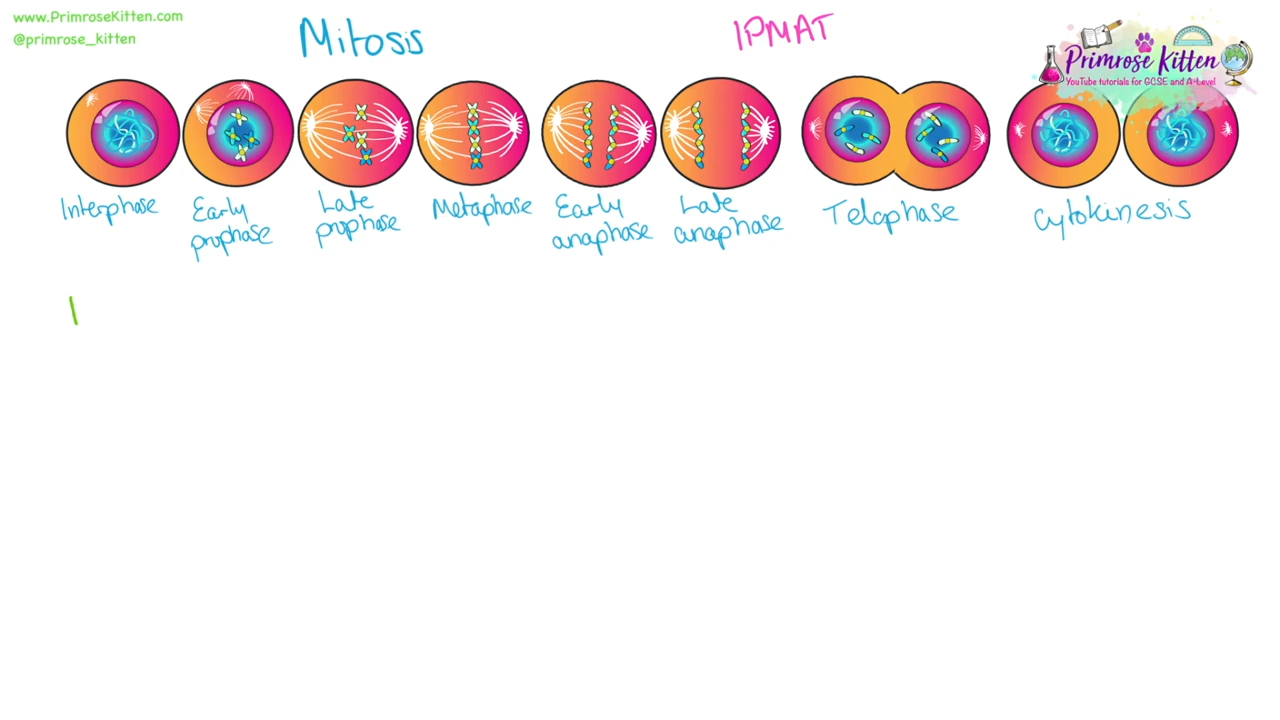 www.PrimroseKitten.com
@primrose_kitten
Mitosis
IPMAT
Primrose Kitten
YouTube tutorials for GCSE and A-Level
Interphase
Early
prophase
Late
prophase
Metaphase
Early
anaphase
Late
anaphase
Telophase
Cytokinesis
I